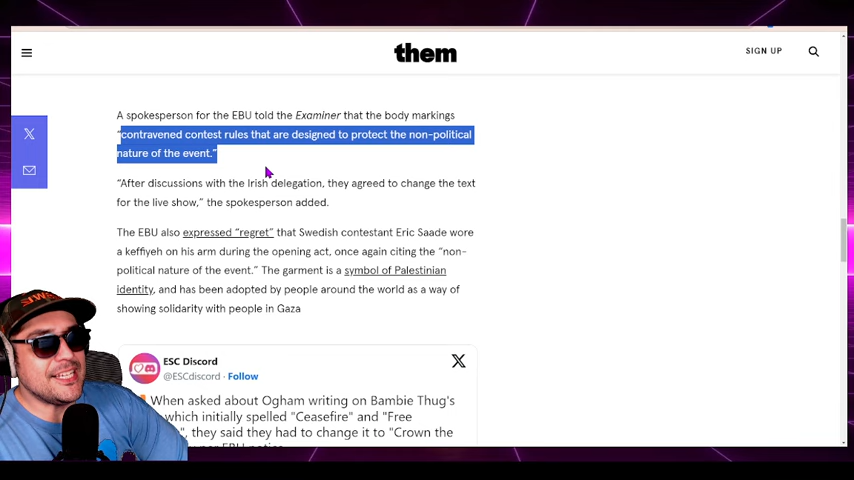 them
SIGN UP
A spokesperson for the EBU told the Examiner that the body markings
“contravened contest rules that are designed to protect the non-political
nature of the event.”
“After discussions with the Irish delegation, they agreed to change the text
for the live show,” the spokesperson added.
The EBU also expressed “regret” that Swedish contestant Eric Saade wore
a keffiyeh on his arm during the opening act, once again citing the “non-
political nature of the event.” The garment is a symbol of Palestinian
identity, and has been adopted by people around the world as a way of
showing solidarity with people in Gaza
ESC Discord
@ESCdiscord · Follow
When asked about Ogham writing on Bambie Thug's
which initially spelled "Ceasefire" and "Free
", they said they had to change it to "Crown the